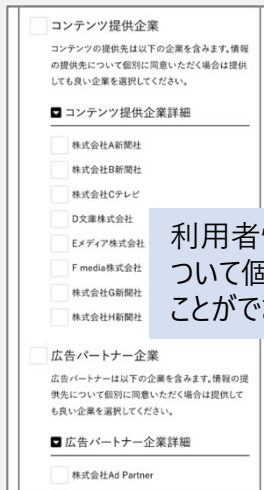 コンテンツ提供企業
コンテンツの提供先は以下の企業を含みます。情報
の提供先について個別に同意いただく場合は提供
しても良い企業を選択してください。
コンテンツ提供企業詳細
株式会社A新聞社
株式会社B新聞社
株式会社Cテレビ
D文庫株式会社
Eメディア株式会社
F media株式会社
株式会社G新聞社
株式会社H新聞社
利用者
ついて個
ことがで
広告パートナー企業
広告パートナーは以下の企業を含みます。情報の提
供先について個別に同意いただく場合は提供して
も良い企業を選択してください。
広告パートナー企業詳細
株式会社Ad Partner